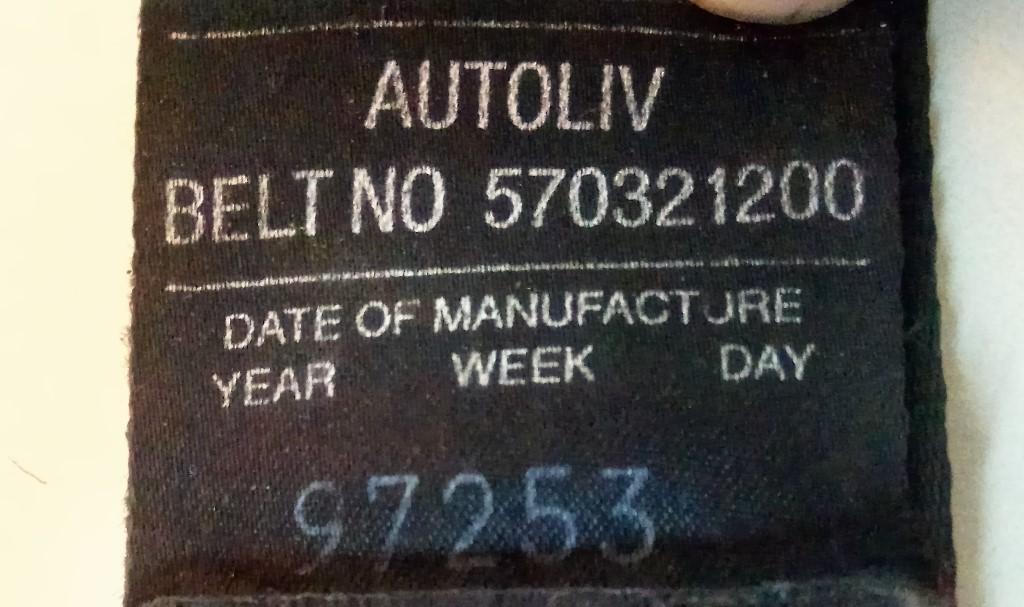 AUTOLIV
BELT NO 570321200
DATE OF MANUFACTURE
YEAR WEEK DAY
97253